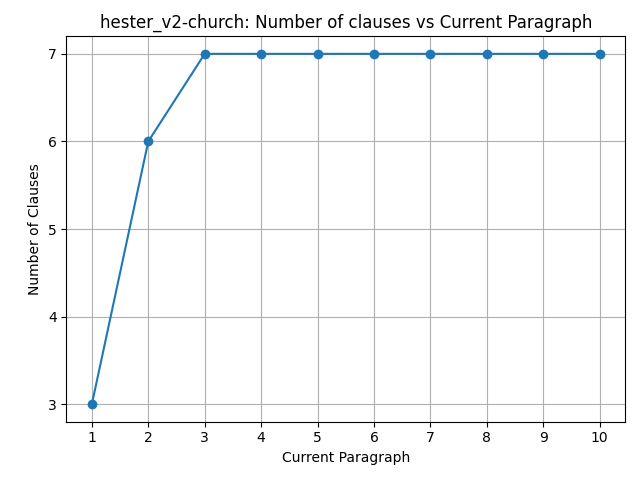 hester_v2-church: Number of clauses vs Current Paragraph
7
6
5
4
3
Number of Clauses
1 2 3 4 5 6 7 8 9 10
Current Paragraph